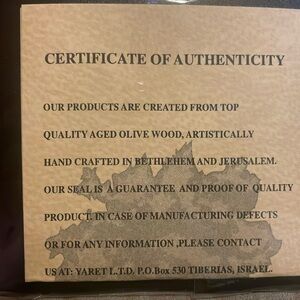 CERTIFICATE OF AUTHENTICITY
OUR PRODUCTS ARE CREATED FROM TOP
QUALITY AGED OLIVE WOOD, ARTISTICALLY
HAND CRAFTED IN BETHLEHEM AND JERUSALEM.
OUR SEAL IS A GUARANTEE AND PROOF OF QUALITY
PRODUCT. IN CASE OF MANUFACTURING DEFECTS
OR FOR ANY INFORMATION ,PLEASE CONTACT
US AT: YARET L.T.D. P.O.Box 530 TIBERIAS, ISRAEL.